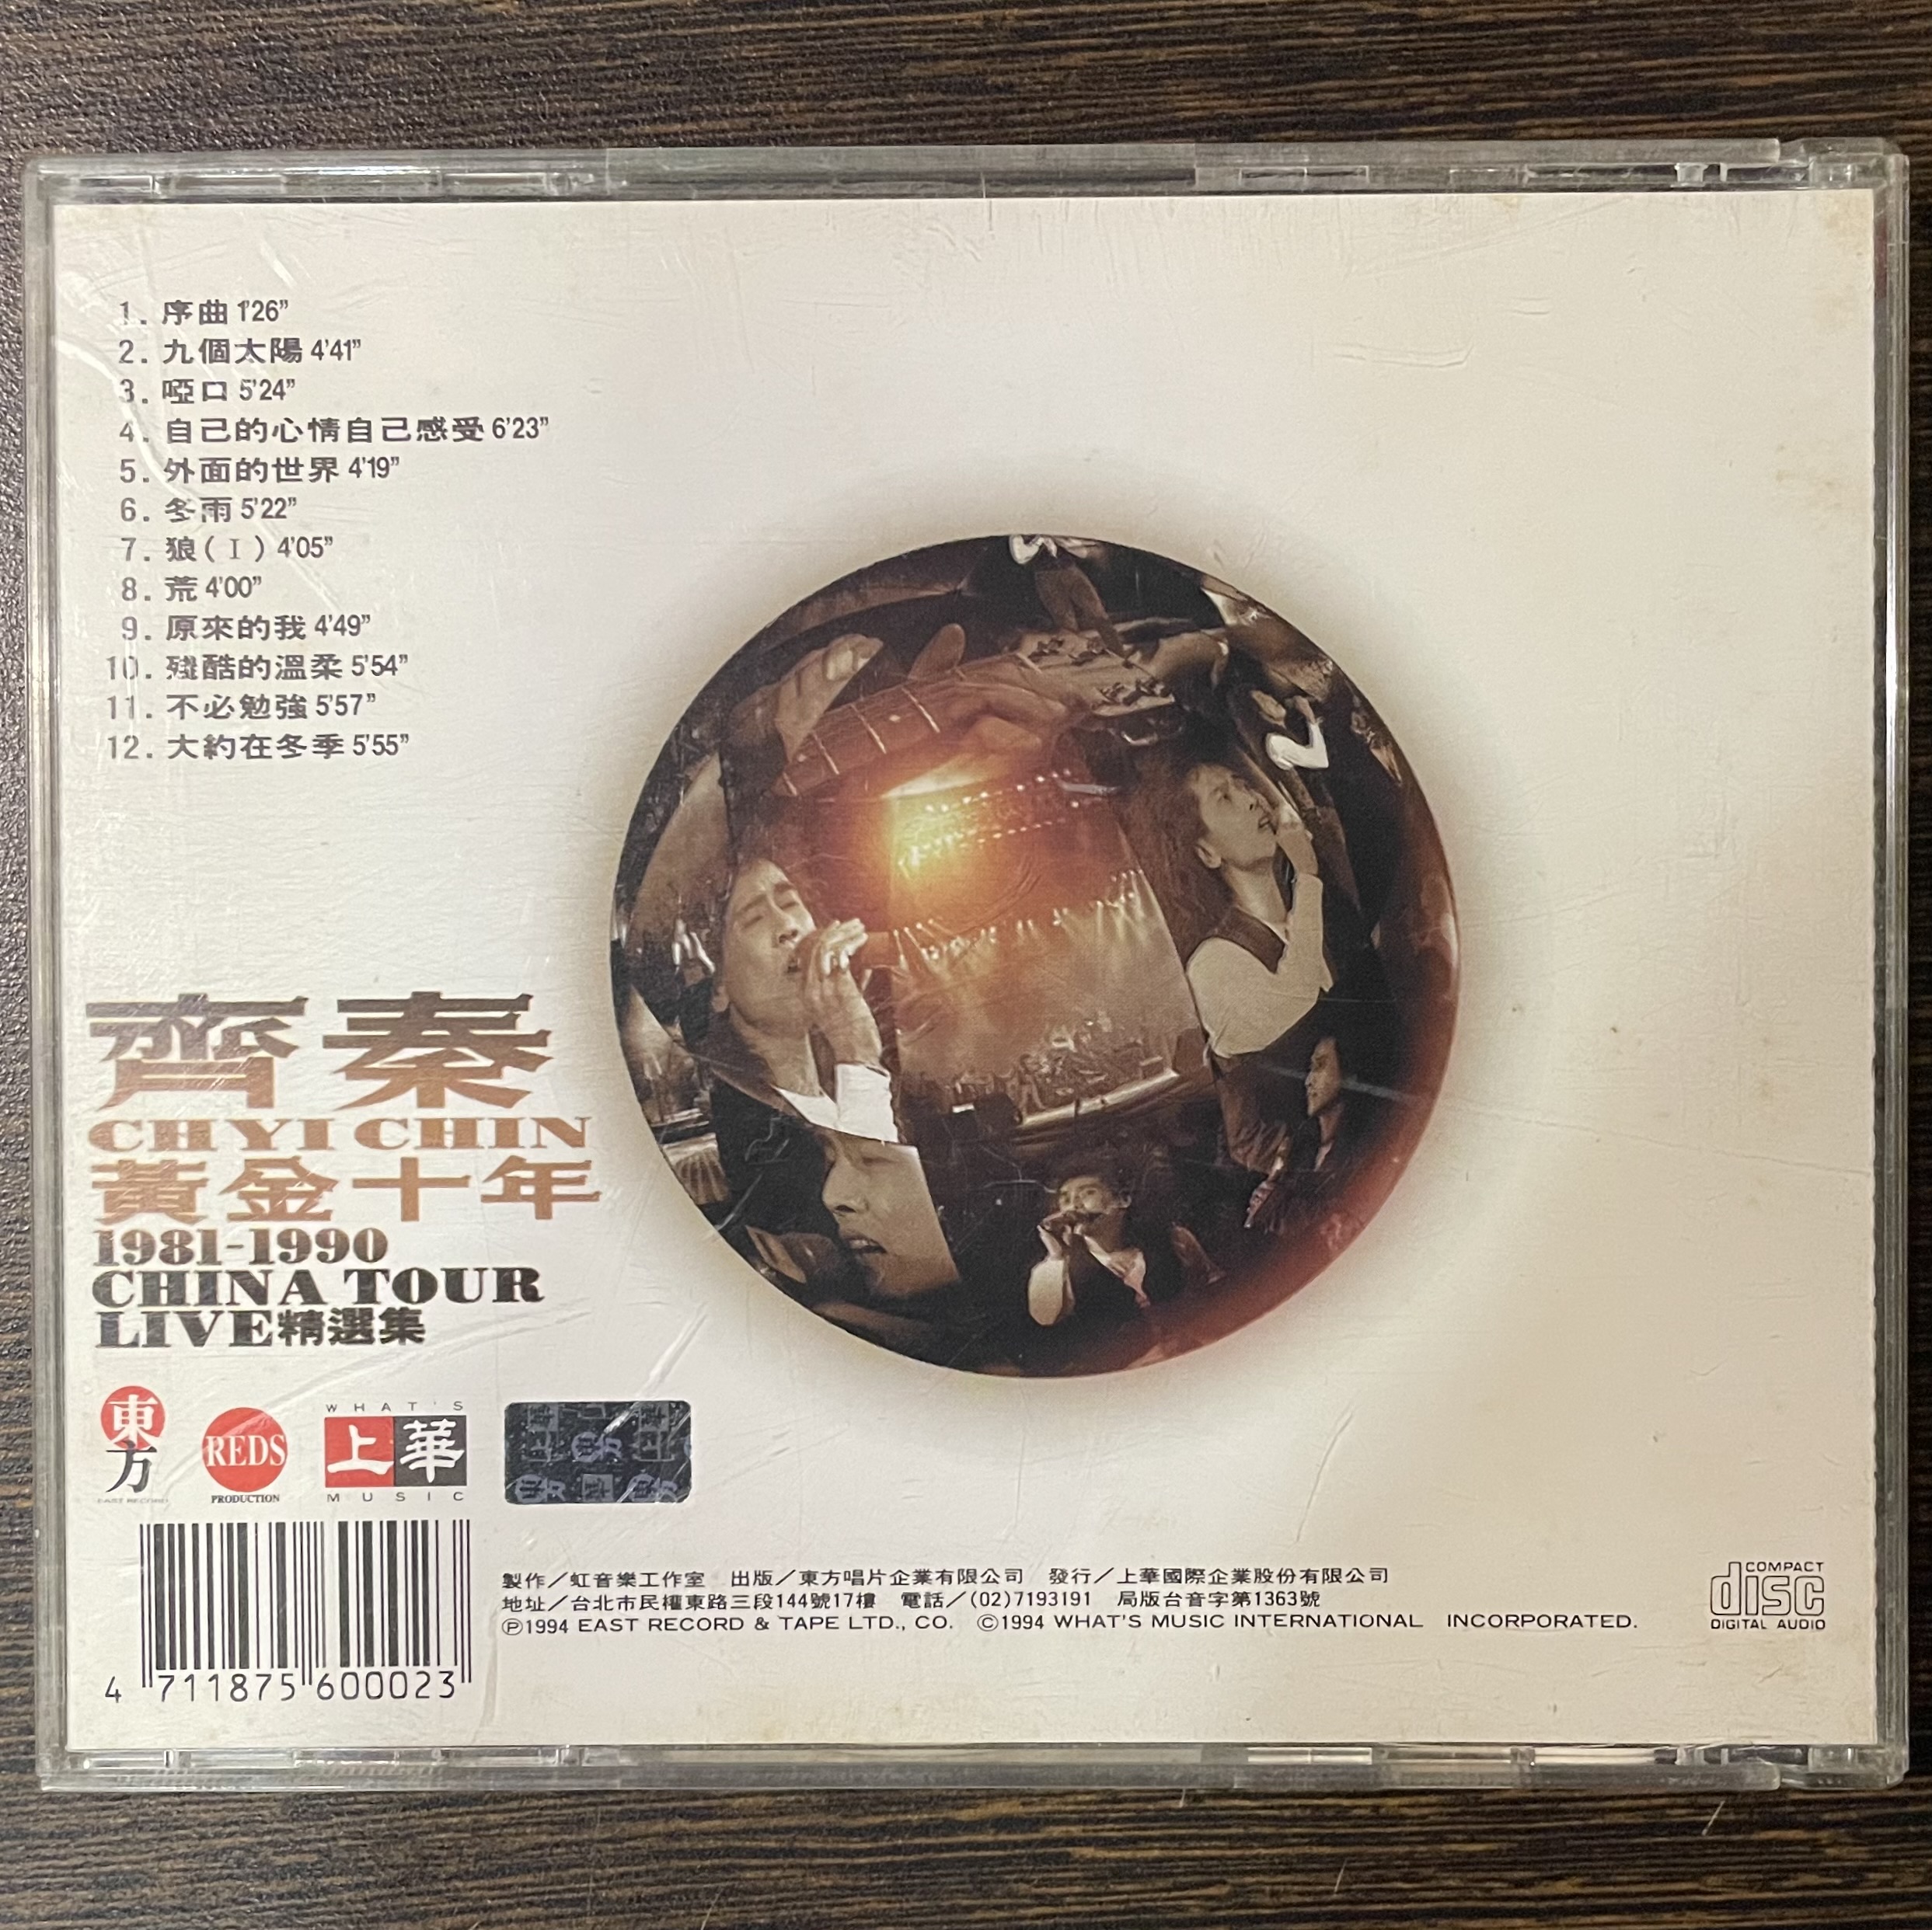 1. 序曲 1'26"
2. 九個太陽 4'41"
3. 啞口 5'24"
4. 自己的心情自己感受 6'23"
5. 外面的世界 4'19"
6. 冬雨 5'22"
7. 狼(I) 4'05"
8. 荒 4'00"
9. 原來的我 4'49"
10. 殘酷的溫柔 5'54"
11. 不必勉強 5'57"
12. 大約在冬季 5'55"
齊秦
CHYI CHIN
黃金十年
1981-1990
CHINA TOUR
LIVE精選集
東方
EAST RECORD
REDS
PRODUCTION
WHAT'S
上華
MUSIC
製作／虹音樂工作室 出版／東方唱片企業有限公司 發行／上華國際企業股份有限公司
地址／台北市民權東路三段144號17樓 電話／(02)7193191 局版台音字第1363號
Ⓟ1994 EAST RECORD & TAPE LTD., CO. ©1994 WHAT'S MUSIC INTERNATIONAL INCORPORATED.
COMPACT
disc
DIGITAL AUDIO
4 711875 600023